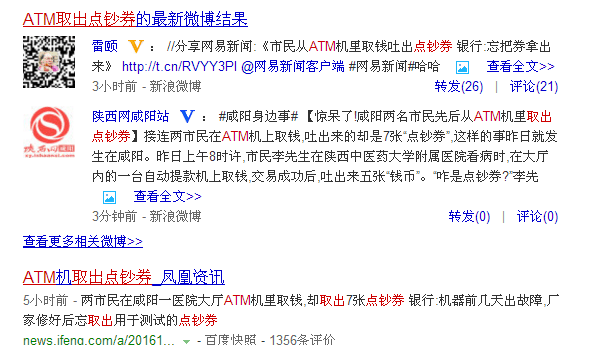 ATM取出点钞券的最新微博结果
雷颐 V ： //分享网易新闻:《市民从ATM机里取钱吐出点钞券 银行:忘把券拿出
来》 http://t.cn/RVYY3PI @网易新闻客户端 #网易新闻#哈哈 查看全文>>
3小时前 - 新浪微博 转发(26) | 评论(21)
陕西网咸阳站 V ： #咸阳身边事# 【惊呆了!咸阳两名市民先后从ATM机里取出
点钞券】接连两市民在ATM机上取钱,吐出来的却是7张“点钞券”,这样的事昨日就发
生在咸阳。昨日上午8时许,市民李先生在陕西中医药大学附属医院看病时,在大厅
内的一台自动提款机上取钱,交易成功后,吐出来五张“钱币”。“咋是点钞券?”李先
查看全文>>
3分钟前 - 新浪微博 转发(0) | 评论(0)
查看更多相关微博>>
ATM机取出点钞券_凤凰资讯
5小时前 - 两市民在咸阳一医院大厅ATM机里取钱,却取出7张点钞券 银行:机器前几天出故障,厂
家修好后忘取出用于测试的点钞券
news.ifeng.com/a/20161... - 百度快照 - 1356条评价